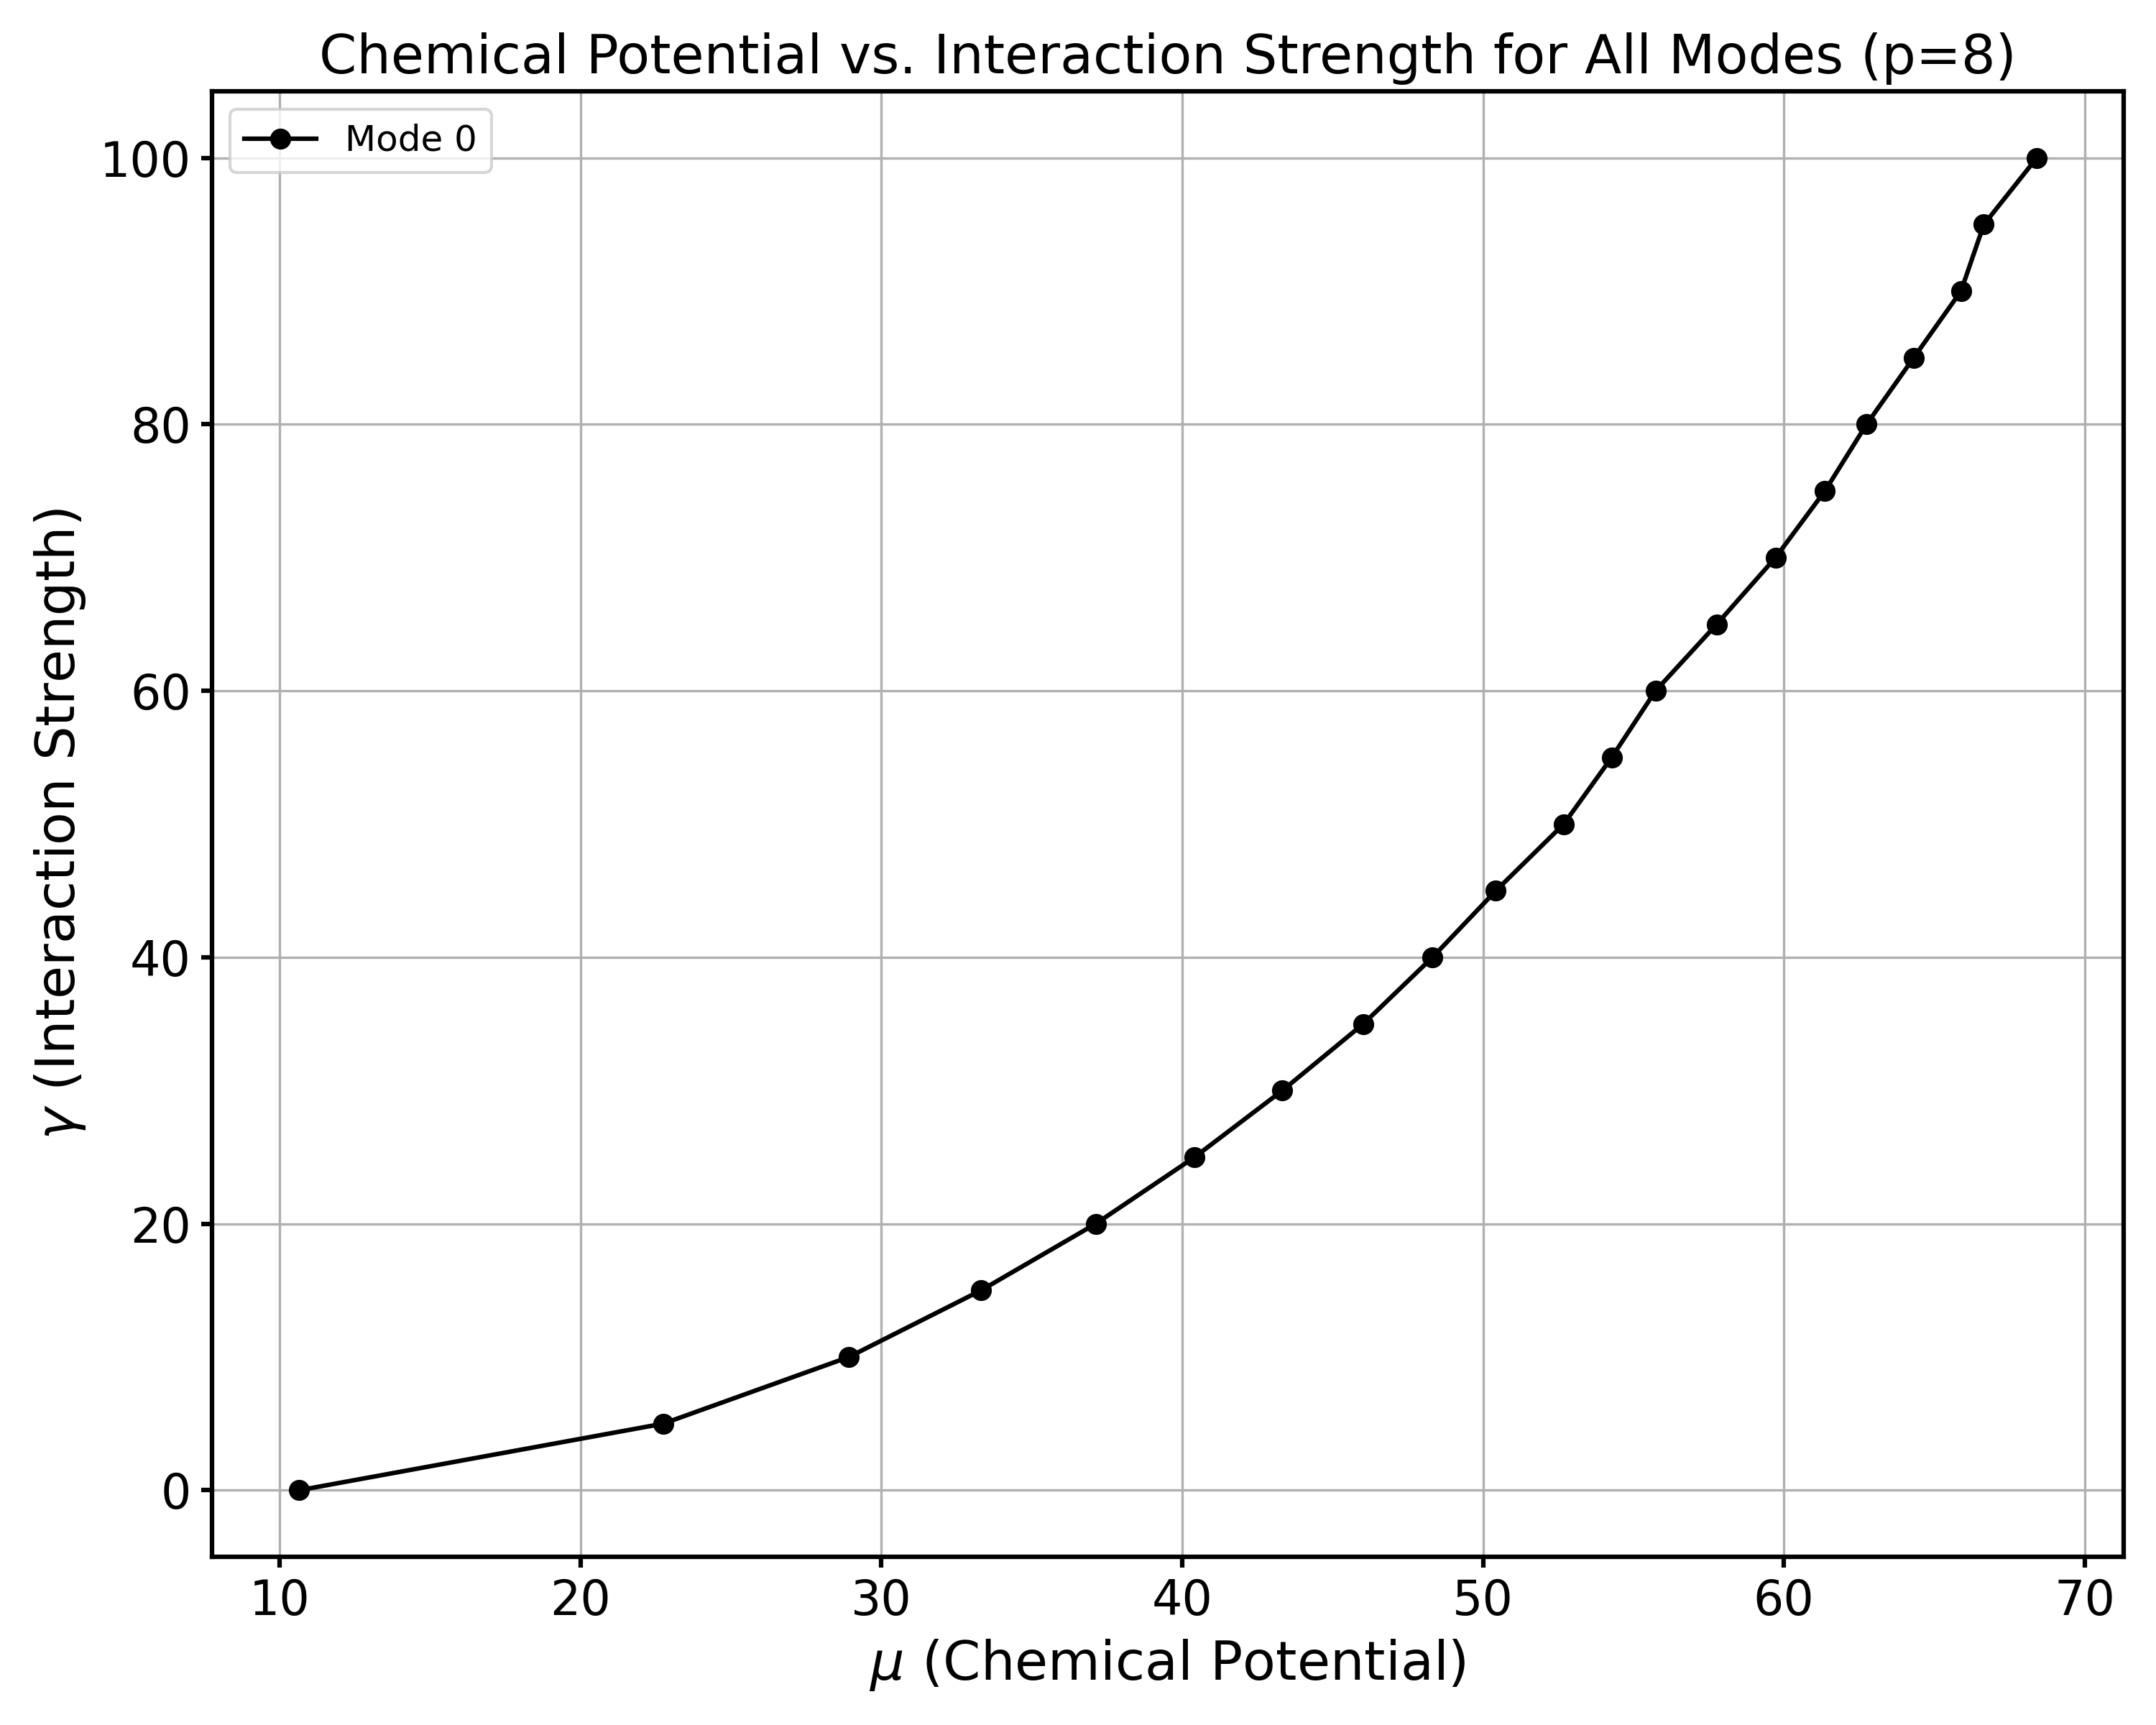 Chemical Potential vs. Interaction Strength for All Modes (p=8)
Mode 0
γ (Interaction Strength)
100
80
60
40
20
0
10 20 30 40 50 60 70
μ (Chemical Potential)